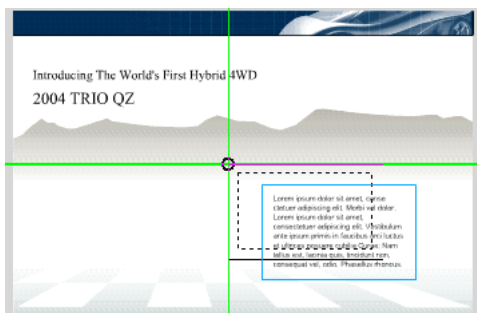 Introducing The World's First Hybrid 4WD
2004 TRIO QZ
Lorem ipsum dolor sit amet, conse
ctetuer adipiscing elit. Morbi vel dolor.
Lorem ipsum dolor sit amet,
consectetuer adipiscing elit. Vestibulum
ante ipsum primis in faucibus orci luctus
et ultrices posuere cubilia Curae; Nam
tellus est, lacinia quis, tincidunt non,
consequat vel, odio. Phasellus rhoncus.